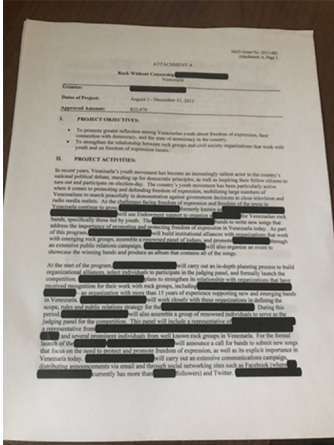 NED Grant No. 2011-
Attachment A, Page 1
ATTACHMENT A
Rock Without Censorship
Venezuela
Grantee:
Dates of Project: August 1 - December 31, 2011
Approved Amount: $22,970
I. PROJECT OBJECTIVES:
• To promote greater reflection among Venezuelan youth about freedom of expression, their
connection with democracy, and the state of democracy in the country.
• To strengthen the relationship between rock groups and civil society organizations that work with
youth and on freedom of expression issues.
II. PROJECT ACTIVITIES:
In recent years, Venezuela's youth movement has become an increasingly salient actor in the country's
national political debate, standing up for democratic principles, as well as inspiring their fellow citizens to
turn out and participate on election-day. The country's youth movement has been particularly active
when it comes to promoting and defending freedom of expression, mobilizing large numbers of
Venezuelans to march peacefully in demonstration against government decisions to close television and
radio media outlets. As the challenges facing freedom of expression and freedom of the press in
Venezuela continue to grow
will use Endowment support to organize a for Venezuelan rock
bands, specifically those led by youth. The bands to write new songs that
address the importance of promoting and protecting freedom of expression in Venezuela today. As part
of this program will build institutional alliances with organizations that work
with emerging rock groups, assemble a renowned panel of judges, and promote through
an extensive public relations campaign. will also organize an event to
showcase the winning bands and produce an album that contains all of the songs.
At the start of the program will carry out an in-depth planning process to build
organizational alliances, select individuals to participate in the judging panel, and formally launch the
competition. plan to strengthen its relationship with organizations that have
received recognition for their work with rock groups, including
an organization with more than 15 years of experience supporting new and emerging bands
in Venezuela. will work closely with these organizations in defining the
scope, rules and public relations strategy for the During this
period, will also assemble a group of renowned individuals to serve as the
judging panel for the competition. This panel will include a representative of
a representative from
and several prominent individuals from well known rock groups in Venezuela. For the formal
launch of the will announce a call for bands to submit new songs
that focus on the need to protect and promote freedom of expression, as well as its explicit importance in
Venezuela today. will carry out an extensive communications campaign,
distributing announcements via email and through social networking sites such as Facebook (where
currently has more than followers) and Twitter.